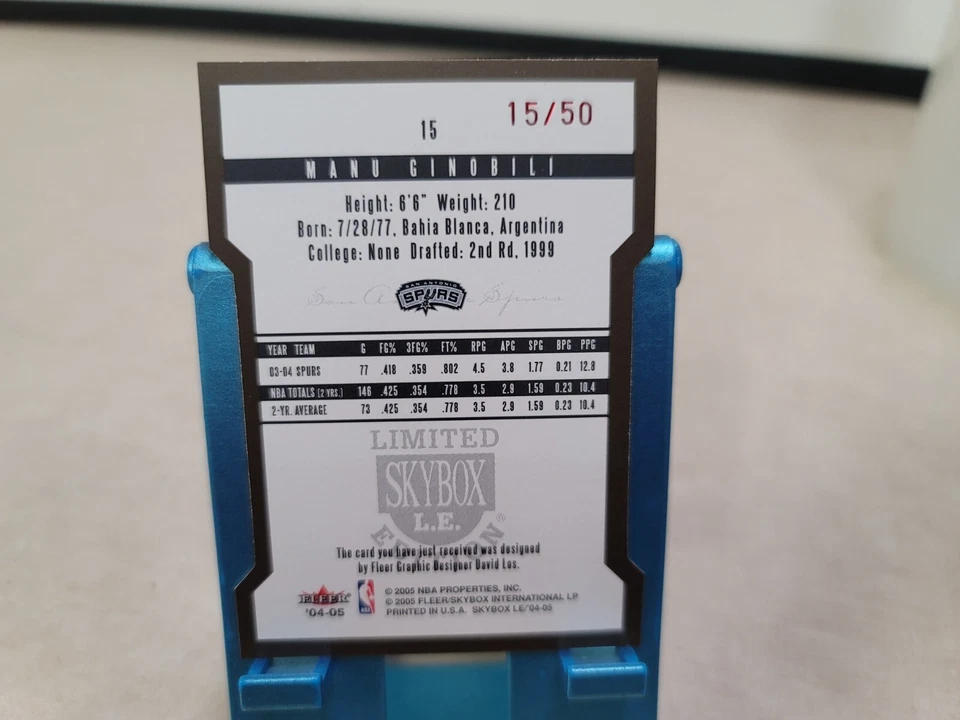 15/50
15
MANU GINOBILI
Height: 6'6" Weight: 210
Born: 7/28/77, Bahia Blanca, Argentina
College: None Drafted: 2nd Rd, 1999
San Antonio Spurs
SAN ANTONIO
SPURS
YEAR TEAM G FG% 3FG% FT% RPG APG SPG BPG PPG
03-04 SPURS 77 .418 .359 .802 4.5 3.8 1.77 0.21 12.8
NBA TOTALS (2 YRS.) 146 .425 .354 .778 3.5 2.9 1.59 0.23 10.4
2-YR. AVERAGE 73 .425 .354 .778 3.5 2.9 1.59 0.23 10.4
LIMITED
SKYBOX
L.E.
EDITION®
The card you have just received was designed
by Fleer Graphic Designer David Los.
FLEER
'04-05
NBA
© 2005 NBA PROPERTIES, INC.
© 2005 FLEER/SKYBOX INTERNATIONAL LP
PRINTED IN U.S.A. SKYBOX LE/'04-05